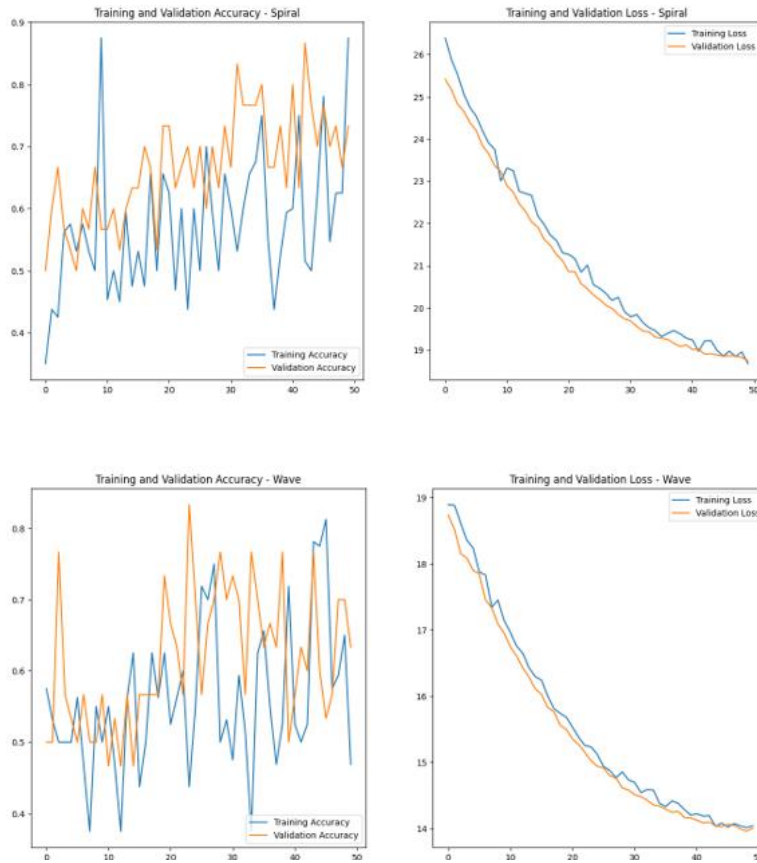 Training and Validation Accuracy - Spiral
0.9
0.8
0.7
0.6
0.5
0.4
Training Accuracy
Validation Accuracy
0 10 20 30 40 50
Training and Validation Loss - Spiral
26
25
24
23
22
21
20
19
Training Loss
Validation Loss
0 10 20 30 40 50
Training and Validation Accuracy - Wave
0.8
0.7
0.6
0.5
0.4
Training Accuracy
Validation Accuracy
0 10 20 30 40 50
Training and Validation Loss - Wave
19
18
17
16
15
14
Training Loss
Validation Loss
0 10 20 30 40 50